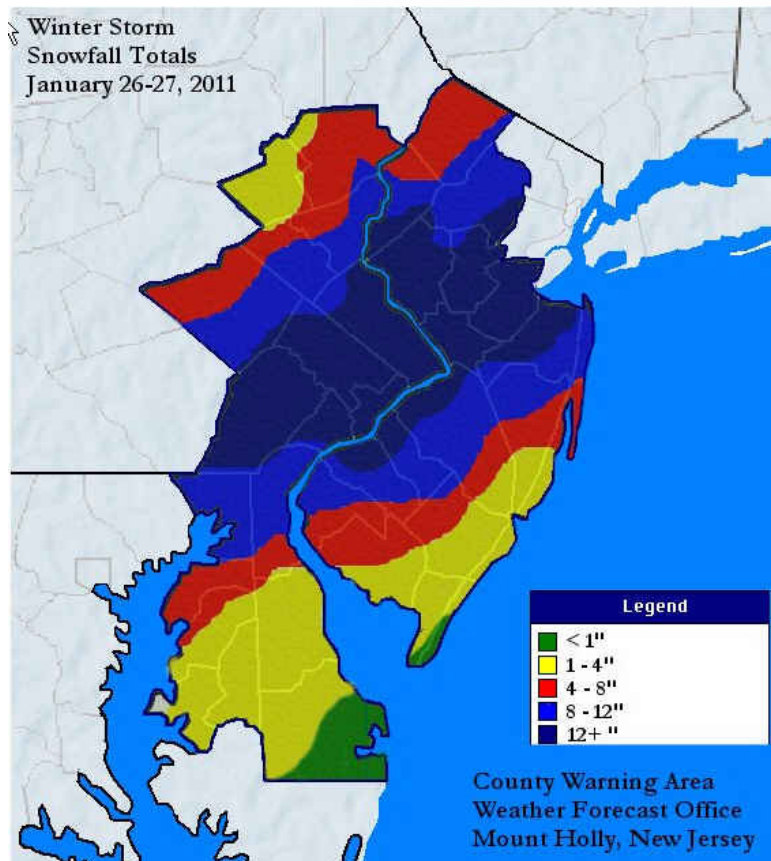 Winter Storm
Snowfall Totals
January 26-27, 2011
Legend
< 1"
1 - 4"
4 - 8"
8 - 12"
12+ "
County Warning Area
Weather Forecast Office
Mount Holly, New Jersey